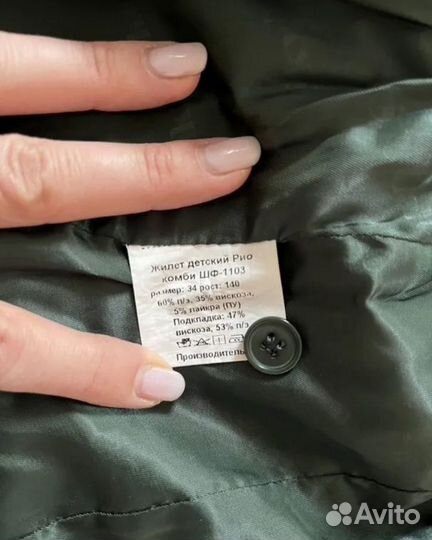 Жилет детский Рио
комби ШФ-1103
размер: 34 рост: 140
60% п/э, 35% вискоза,
5% лайкра (ПУ)
Подкладка: 47%
вискоза, 53% п/э
Производитель
Avito